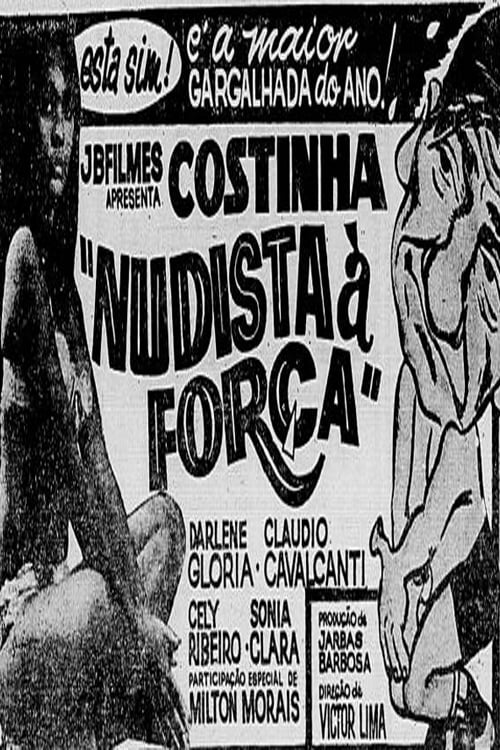 esta sim!
é a maior
GARGALHADA do ANO!
JBFILMES
APRESENTA
COSTINHA
"NUDISTA à
FORÇA"
DARLENE CLAUDIO
GLORIA · CAVALCANTI
CELY SONIA
RIBEIRO · CLARA
PARTICIPAÇÃO ESPECIAL DE
MILTON MORAIS
PRODUÇÃO de
JARBAS
BARBOSA
DIREÇÃO de
VICTOR LIMA